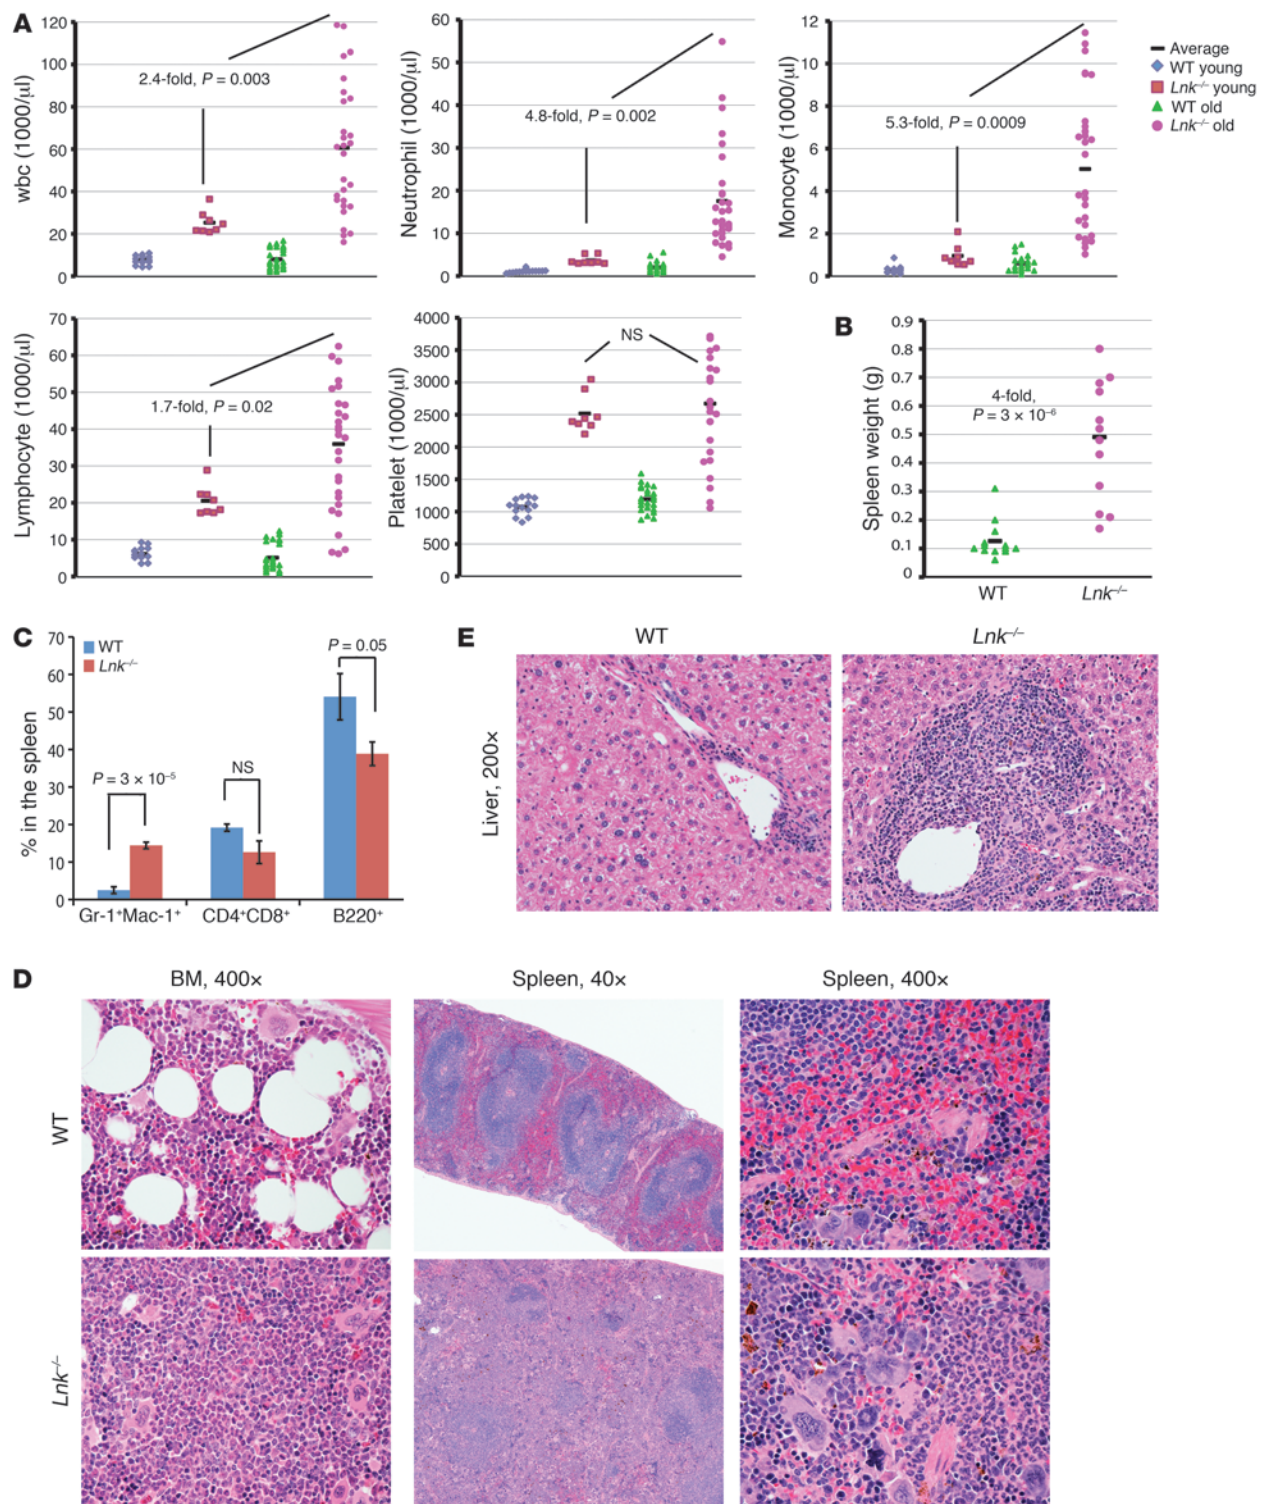 A
wbc (1000/µl)
120
100
80
60
40
20
0
2.4-fold, P = 0.003
Neutrophil (1000/µl)
60
50
40
30
20
10
0
4.8-fold, P = 0.002
Monocyte (1000/µl)
12
10
8
6
4
2
0
5.3-fold, P = 0.0009
Average
WT young
Lnk–/– young
WT old
Lnk–/– old
Lymphocyte (1000/µl)
70
60
50
40
30
20
10
0
1.7-fold, P = 0.02
Platelet (1000/µl)
4000
3500
3000
2500
2000
1500
1000
500
0
NS
B
Spleen weight (g)
0.9
0.8
0.7
0.6
0.5
0.4
0.3
0.2
0.1
0
4-fold,
P = 3 × 10–6
WT
Lnk–/–
C
% in the spleen
70
60
50
40
30
20
10
0
WT
Lnk–/–
P = 3 × 10–5
NS
P = 0.05
Gr-1+Mac-1+
CD4+CD8+
B220+
E
WT
Lnk–/–
Liver, 200×
D
BM, 400×
Spleen, 40×
Spleen, 400×
WT
Lnk–/–